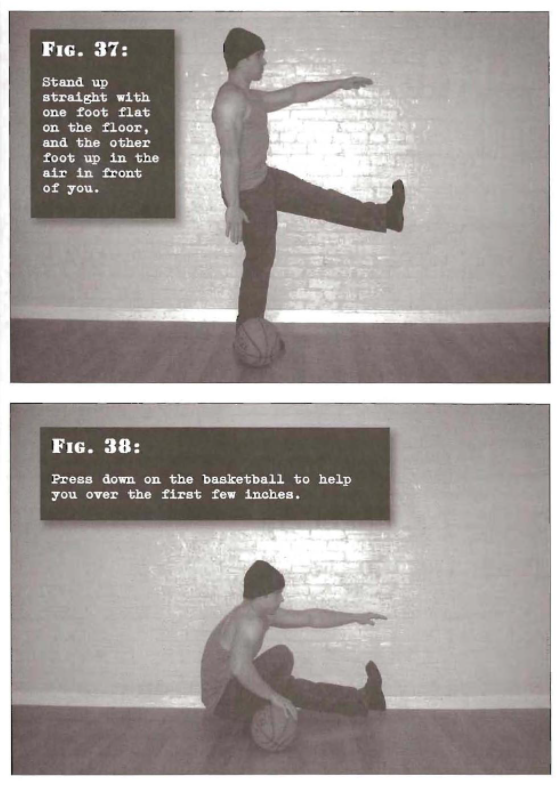 FIG. 37:
Stand up
straight with
one foot flat
on the floor,
and the other
foot up in the
air in front
of you.
FIG. 38:
Press down on the basketball to help
you over the first few inches.